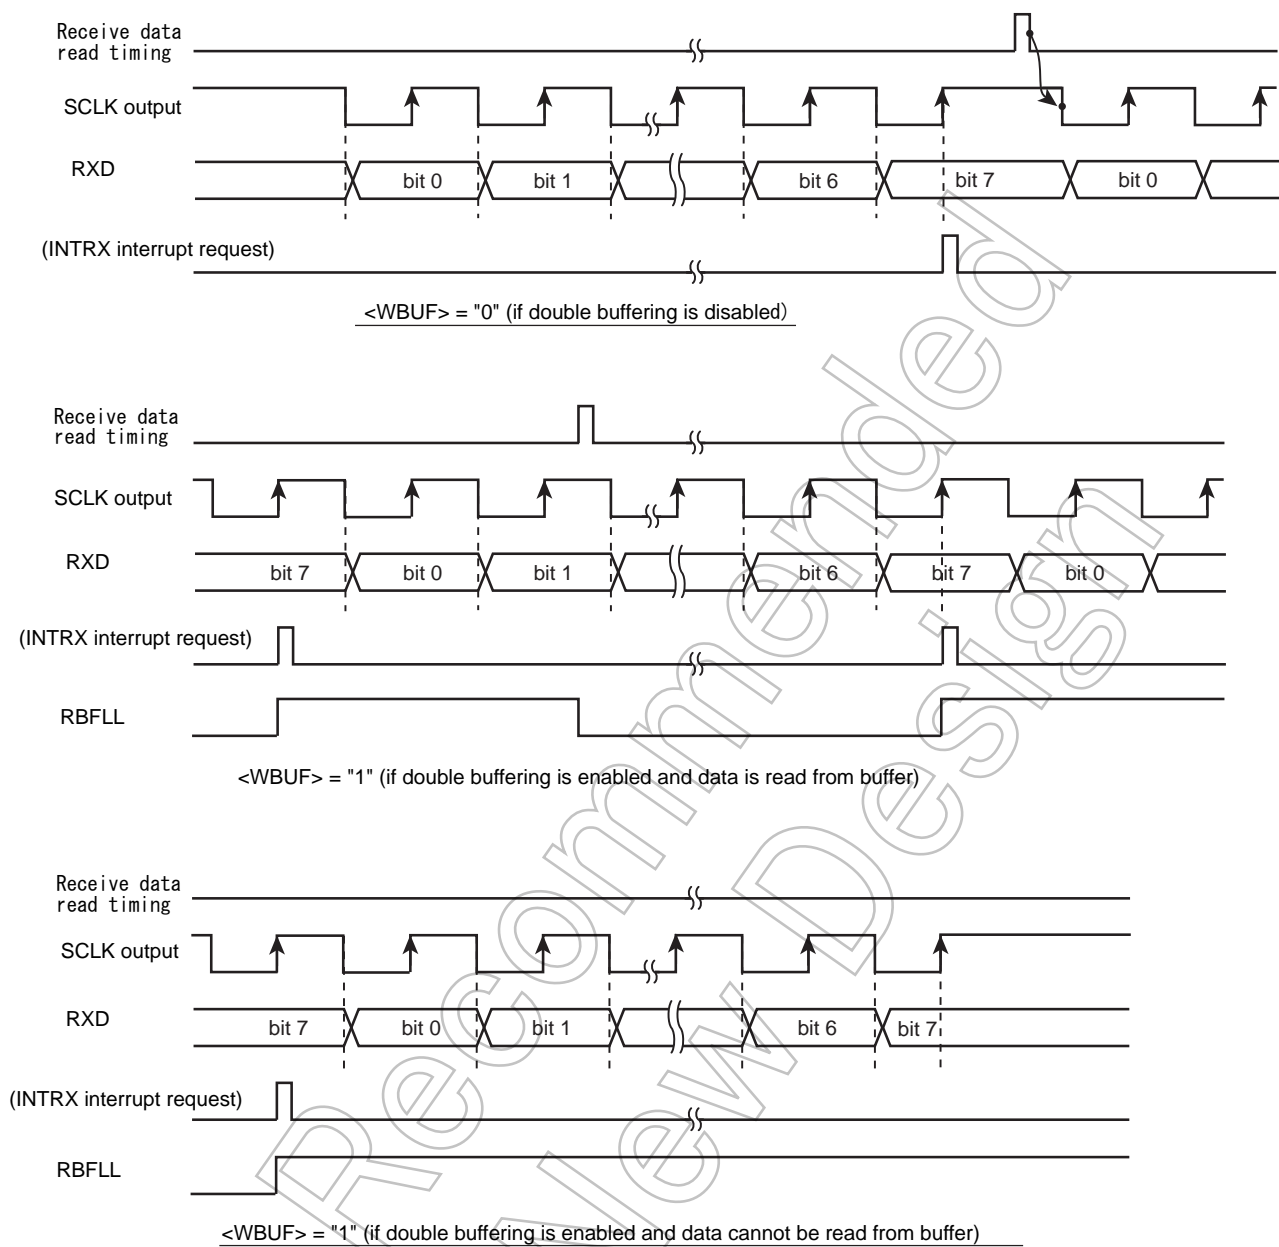 Receive data
read timing
SCLK output
RXD
bit 0
bit 1
bit 6
bit 7
bit 0
(INTRX interrupt request)
<WBUF> = "0" (if double buffering is disabled)
Receive data
read timing
SCLK output
RXD
bit 7
bit 0
bit 1
bit 6
bit 7
bit 0
(INTRX interrupt request)
RBFLL
<WBUF> = "1" (if double buffering is enabled and data is read from buffer)
Receive data
read timing
SCLK output
RXD
bit 7
bit 0
bit 1
bit 6
bit 7
(INTRX interrupt request)
RBFLL
<WBUF> = "1" (if double buffering is enabled and data cannot be read from buffer)
Recommended
New Design